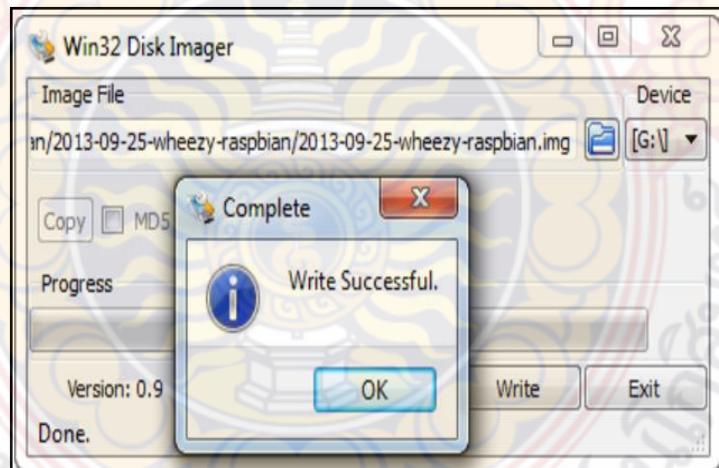 Win32 Disk Imager
Image File
Device
an/2013-09-25-wheezy-raspbian/2013-09-25-wheezy-raspbian.img
[G:\]
Copy
MD5
Complete
Write Successful.
Progress
OK
Version: 0.9
Write
Exit
Done.